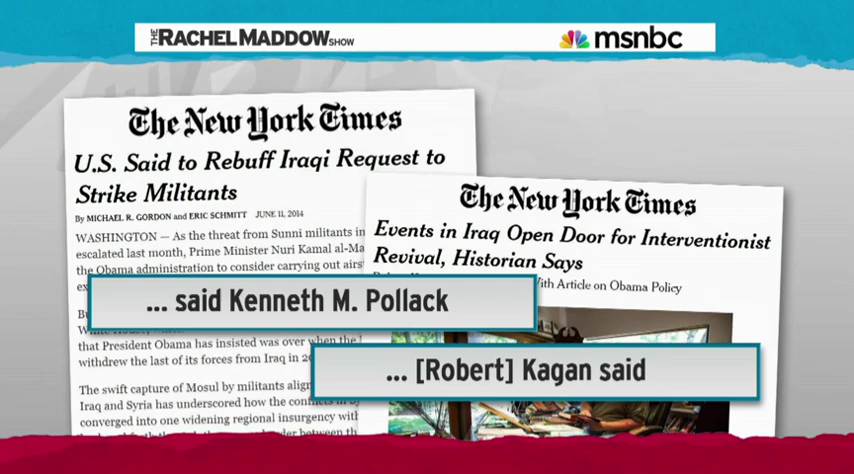 THE RACHEL MADDOW SHOW
msnbc
The New York Times
U.S. Said to Rebuff Iraqi Request to
Strike Militants
By MICHAEL R. GORDON and ERIC SCHMITT JUNE 11, 2014
WASHINGTON — As the threat from Sunni militants in
escalated last month, Prime Minister Nuri Kamal al-Ma
the Obama administration to consider carrying out airs
... said Kenneth M. Pollack
that President Obama has insisted was over when the
withdrew the last of its forces from Iraq in 20
The swift capture of Mosul by militants align
Iraq and Syria has underscored how the conflicts in Sy
converged into one widening regional insurgency with
The New York Times
Events in Iraq Open Door for Interventionist
Revival, Historian Says
With Article on Obama Policy
... [Robert] Kagan said